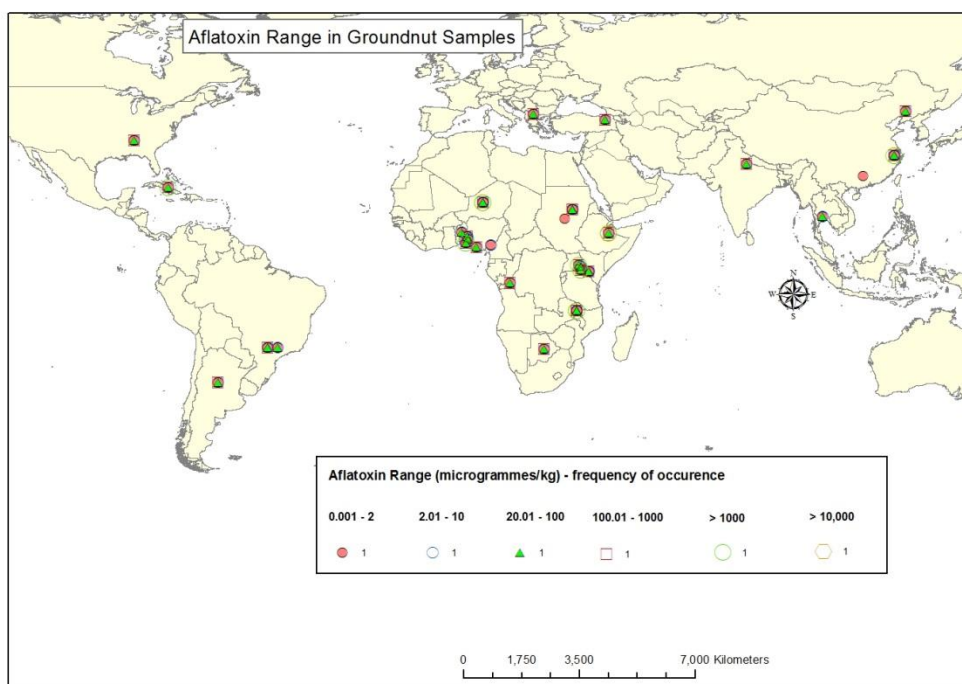 Aflatoxin Range in Groundnut Samples
N
W E
S
Aflatoxin Range (microgrammes/kg) - frequency of occurence
0.001 - 2 2.01 - 10 20.01 - 100 100.01 - 1000 > 1000 > 10,000
1 1 1 1 1 1
0 1,750 3,500 7,000 Kilometers